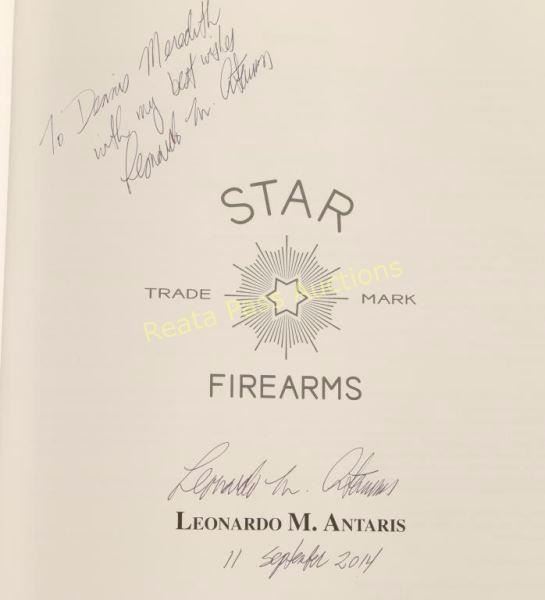 To Dennis Meredith
with my best wishes
Leonardo M. Antaris
STAR
TRADE MARK
Reata Pass Auctions
FIREARMS
Leonardo M. Antaris
LEONARDO M. ANTARIS
11 September 2014